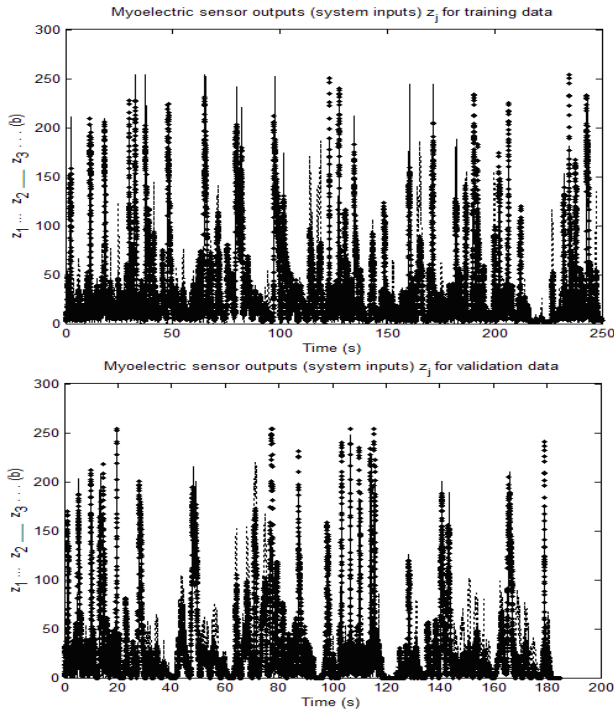 Myoelectric sensor outputs (system inputs) z_j for training data
300
250
200
150
100
50
0
z_1 ... z_2 __ z_3 ... (b)
0 50 100 150 200 250
Time (s)
Myoelectric sensor outputs (system inputs) z_j for validation data
300
250
200
150
100
50
0
z_1 ... z_2 __ z_3 ... (b)
0 20 40 60 80 100 120 140 160 180 200
Time (s)